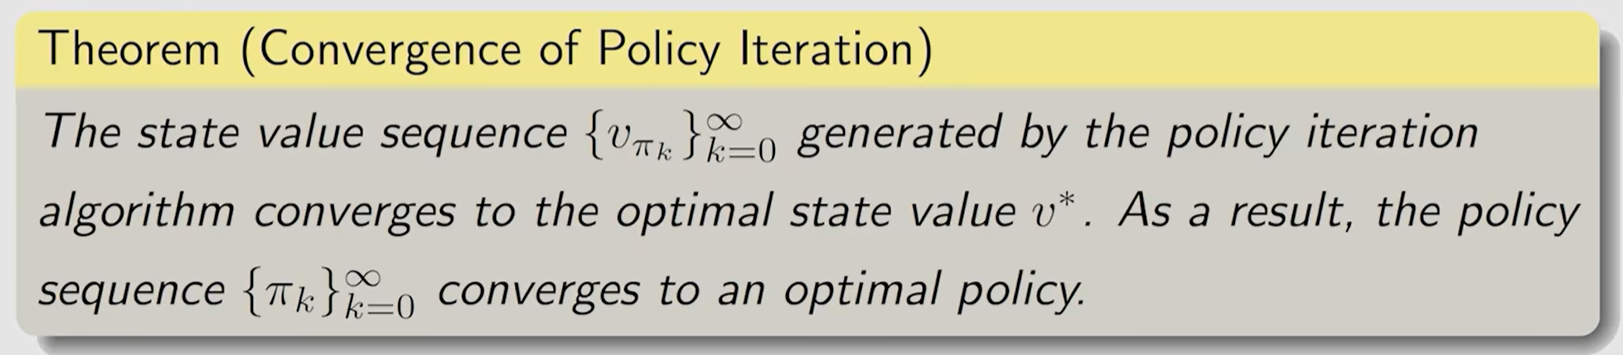 Theorem (Convergence of Policy Iteration)
The state value sequence $\{v_{\pi_k}\}_{k=0}^{\infty}$ generated by the policy iteration
algorithm converges to the optimal state value $v^*$. As a result, the policy
sequence $\{\pi_k\}_{k=0}^{\infty}$ converges to an optimal policy.